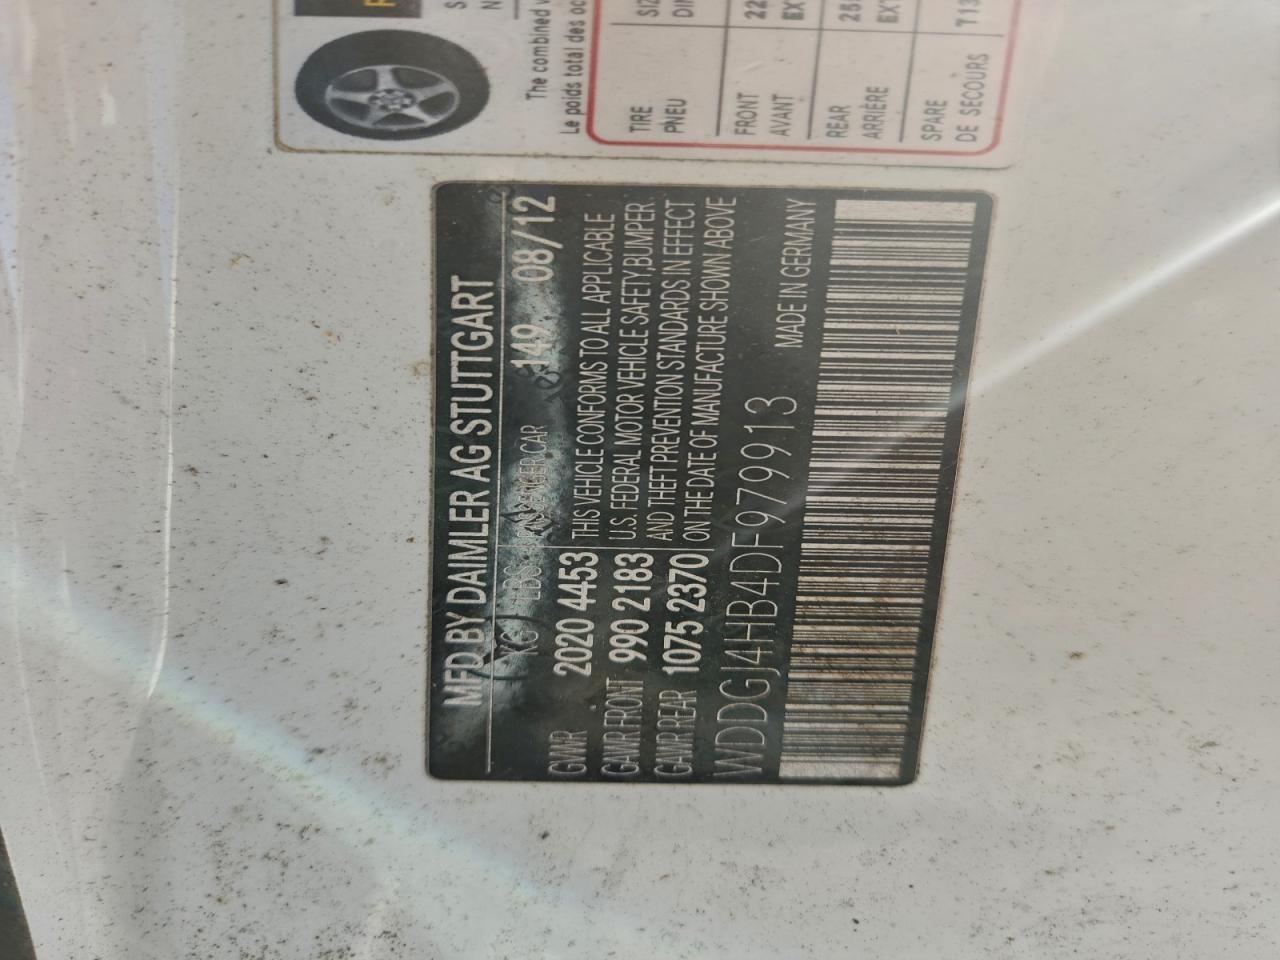 MFD BY DAIMLER AG STUTTGART
KG / LBS PASSENGER CAR 149 08/12
GVWR 2020 4453
GAWR FRONT 990 2183
GAWR REAR 1075 2370
THIS VEHICLE CONFORMS TO ALL APPLICABLE
U.S. FEDERAL MOTOR VEHICLE SAFETY,BUMPER
AND THEFT PREVENTION STANDARDS IN EFFECT
ON THE DATE OF MANUFACTURE SHOWN ABOVE
WDDGJ4HB4DF979913 MADE IN GERMANY
The combined
Le poids total des oc
TIRE
PNEU
FRONT
AVANT
REAR
ARRIÈRE
SPARE
DE SECOURS